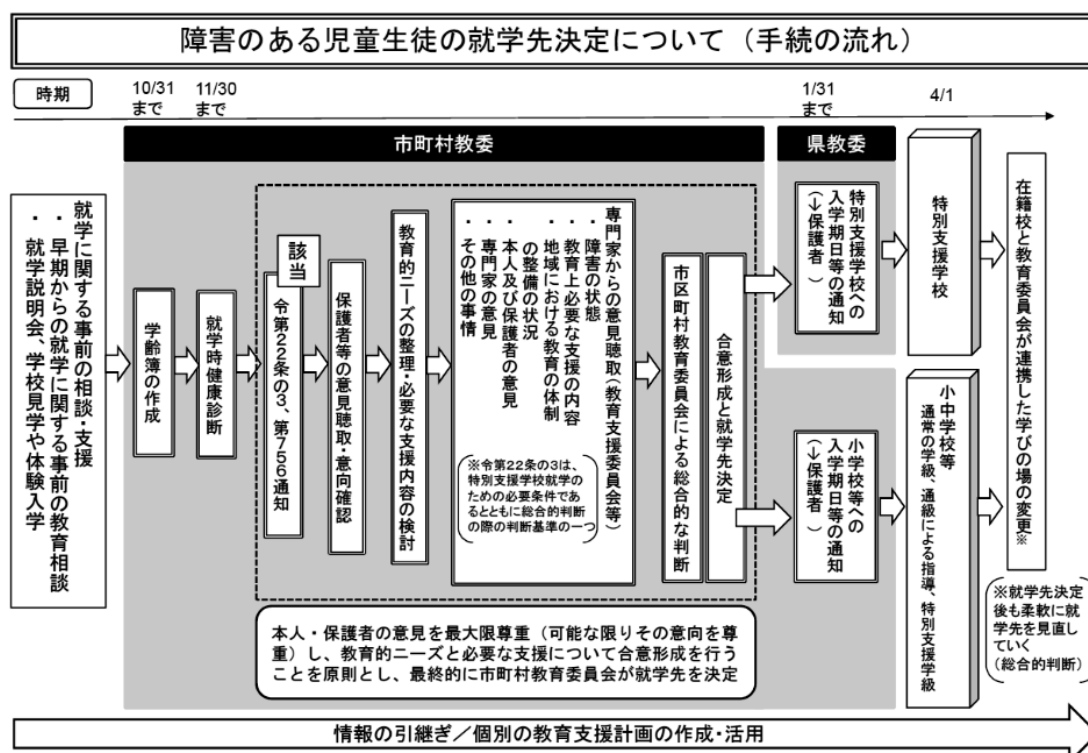 障害のある児童生徒の就学先決定について（手続の流れ）
時期
10/31
まで
11/30
まで
1/31
まで
4/1
市町村教委
県教委
就学に関する事前の相談・支援
・早期からの就学に関する事前の教育相談
・就学説明会、学校見学や体験入学
学齢簿の作成
就学時健康診断
該当
令第22条の3、第756通知
保護者等の意見聴取・意向確認
教育的ニーズの整理・必要な支援内容の検討
専門家からの意見聴取（教育支援委員会等）
・障害の状態
・教育上必要な支援の内容
・地域における教育の体制
の整備の状況
・本人及び保護者の意見
・専門家の意見
・その他の事情
※令第22条の3は、
特別支援学校就学の
ための必要条件であ
るとともに総合的判断
の際の判断基準の一つ
市区町村教育委員会による総合的な判断
合意形成と就学先決定
特別支援学校への
入学期日等の通知
（↓保護者）
小学校等への
入学期日等の通知
（↓保護者）
特別支援学校
小中学校等
通常の学級、通級による指導、特別支援学級
在籍校と教育委員会が連携した学びの場の変更※
※就学先決定
後も柔軟に就
学先を見直し
ていく
（総合的判断）
本人・保護者の意見を最大限尊重（可能な限りその意向を尊
重）し、教育的ニーズと必要な支援について合意形成を行う
ことを原則とし、最終的に市町村教育委員会が就学先を決定
情報の引継ぎ／個別の教育支援計画の作成・活用